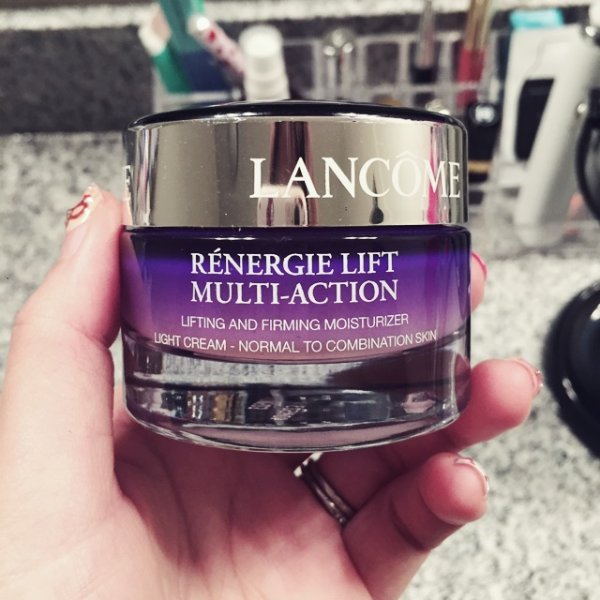 LANCÔME
RÉNERGIE LIFT
MULTI-ACTION
LIFTING AND FIRMING MOISTURIZER
LIGHT CREAM - NORMAL TO COMBINATION SKIN